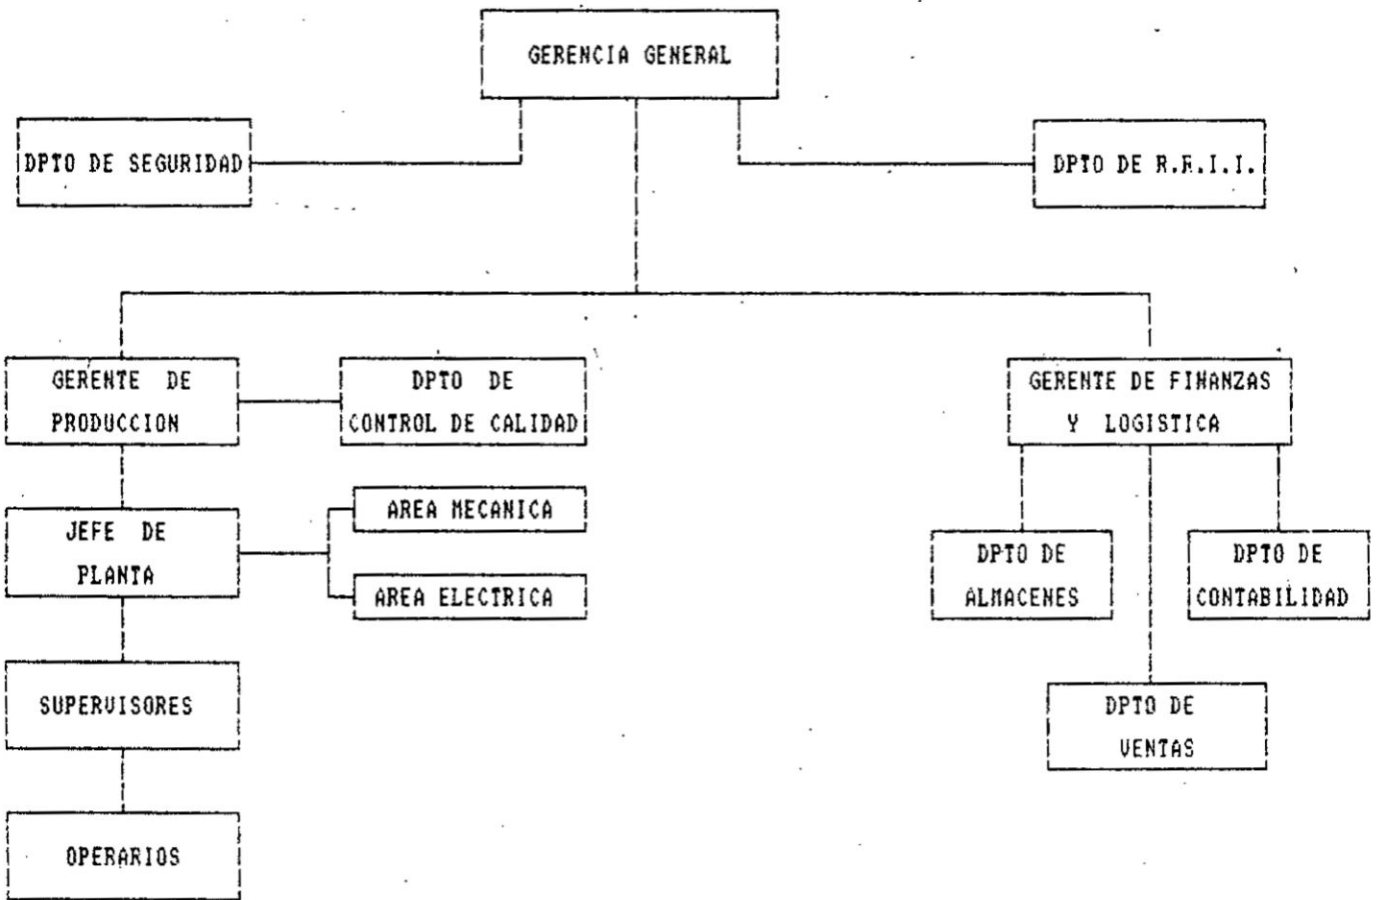 GERENCIA GENERAL
DPTO DE SEGURIDAD
DPTO DE R.R.I.I.
GERENTE DE
PRODUCCION
DPTO DE
CONTROL DE CALIDAD
GERENTE DE FINANZAS
Y LOGISTICA
AREA MECANICA
JEFE DE
PLANTA
AREA ELECTRICA
DPTO DE
ALMACENES
DPTO DE
CONTABILIDAD
SUPERVISORES
DPTO DE
VENTAS
OPERARIOS